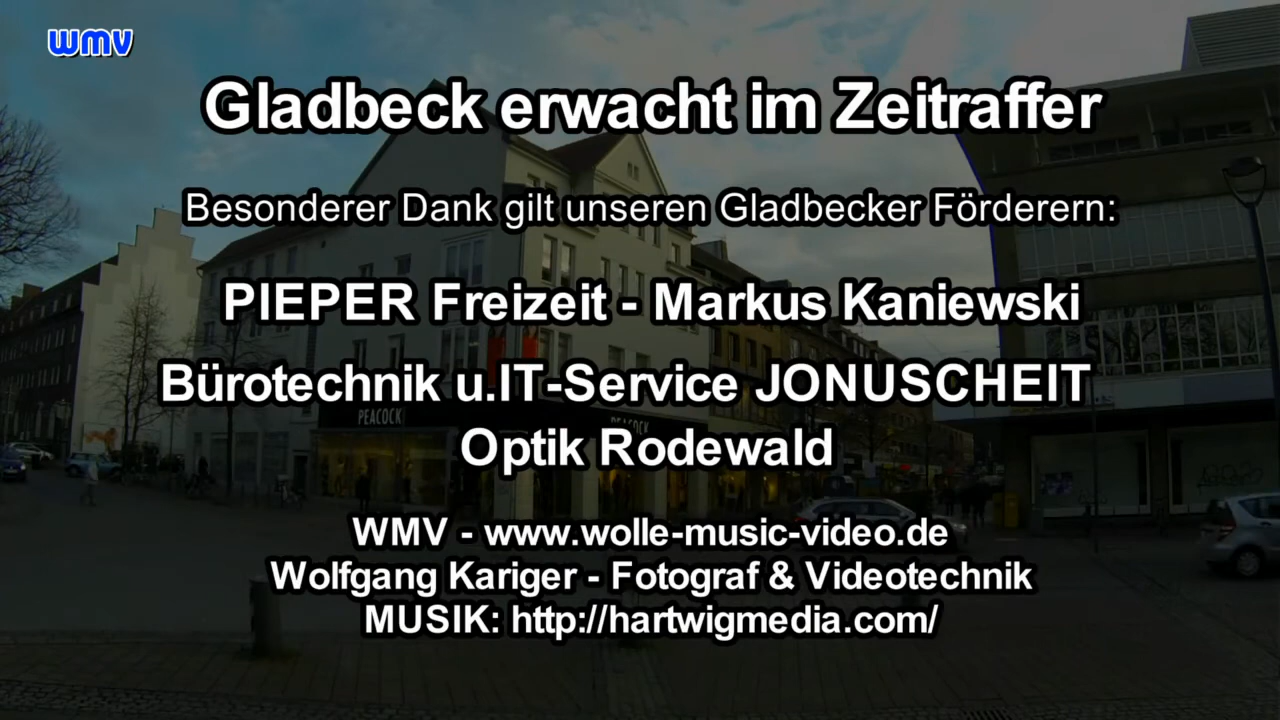 wmv
Gladbeck erwacht im Zeitraffer
Besonderer Dank gilt unseren Gladbecker Förderern:
PIEPER Freizeit - Markus Kaniewski
Bürotechnik u.IT-Service JONUSCHEIT
Optik Rodewald
PEACOCK
PEACOCK
WMV - www.wolle-music-video.de
Wolfgang Kariger - Fotograf & Videotechnik
MUSIK: http://hartwigmedia.com/